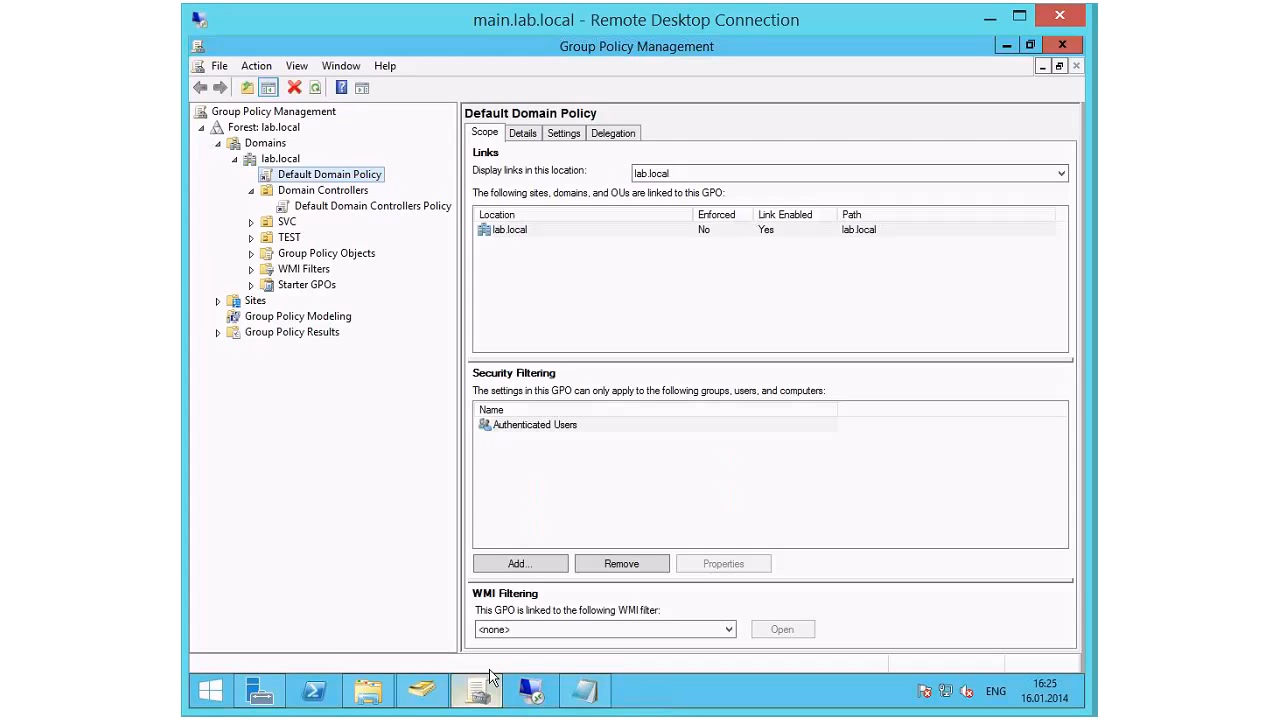 main.lab.local - Remote Desktop Connection
Group Policy Management
File Action View Window Help
Group Policy Management
Forest: lab.local
Domains
lab.local
Default Domain Policy
Domain Controllers
Default Domain Controllers Policy
SVC
TEST
Group Policy Objects
WMI Filters
Starter GPOs
Sites
Group Policy Modeling
Group Policy Results
Default Domain Policy
Scope Details Settings Delegation
Links
Display links in this location: lab.local
The following sites, domains, and OUs are linked to this GPO:
Location Enforced Link Enabled Path
lab.local No Yes lab.local
Security Filtering
The settings in this GPO can only apply to the following groups, users, and computers:
Name
Authenticated Users
Add... Remove Properties
WMI Filtering
This GPO is linked to the following WMI filter:
<none> Open
ENG
16:25
16.01.2014